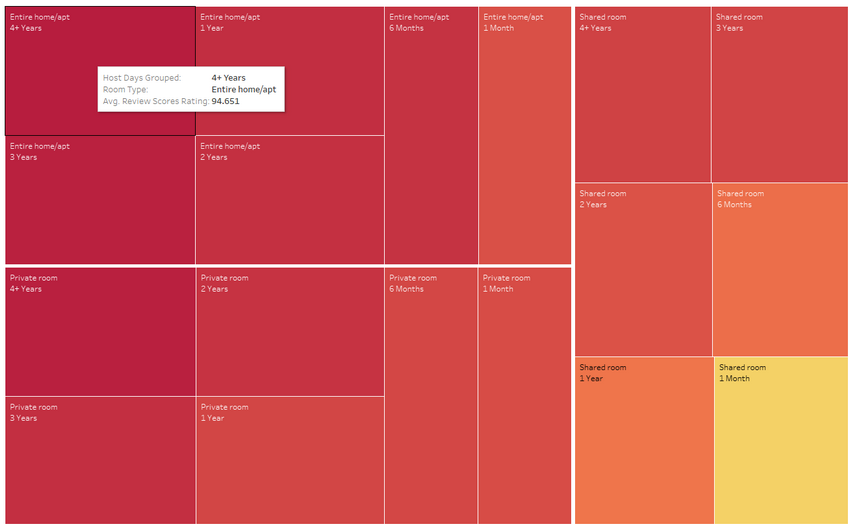 Entire home/apt
4+ Years
Entire home/apt
1 Year
Entire home/apt
6 Months
Entire home/apt
1 Month
Shared room
4+ Years
Shared room
3 Years
Host Days Grouped: 4+ Years
Room Type: Entire home/apt
Avg. Review Scores Rating: 94.651
Entire home/apt
3 Years
Entire home/apt
2 Years
Shared room
2 Years
Shared room
6 Months
Private room
4+ Years
Private room
2 Years
Private room
6 Months
Private room
1 Month
Shared room
1 Year
Shared room
1 Month
Private room
3 Years
Private room
1 Year